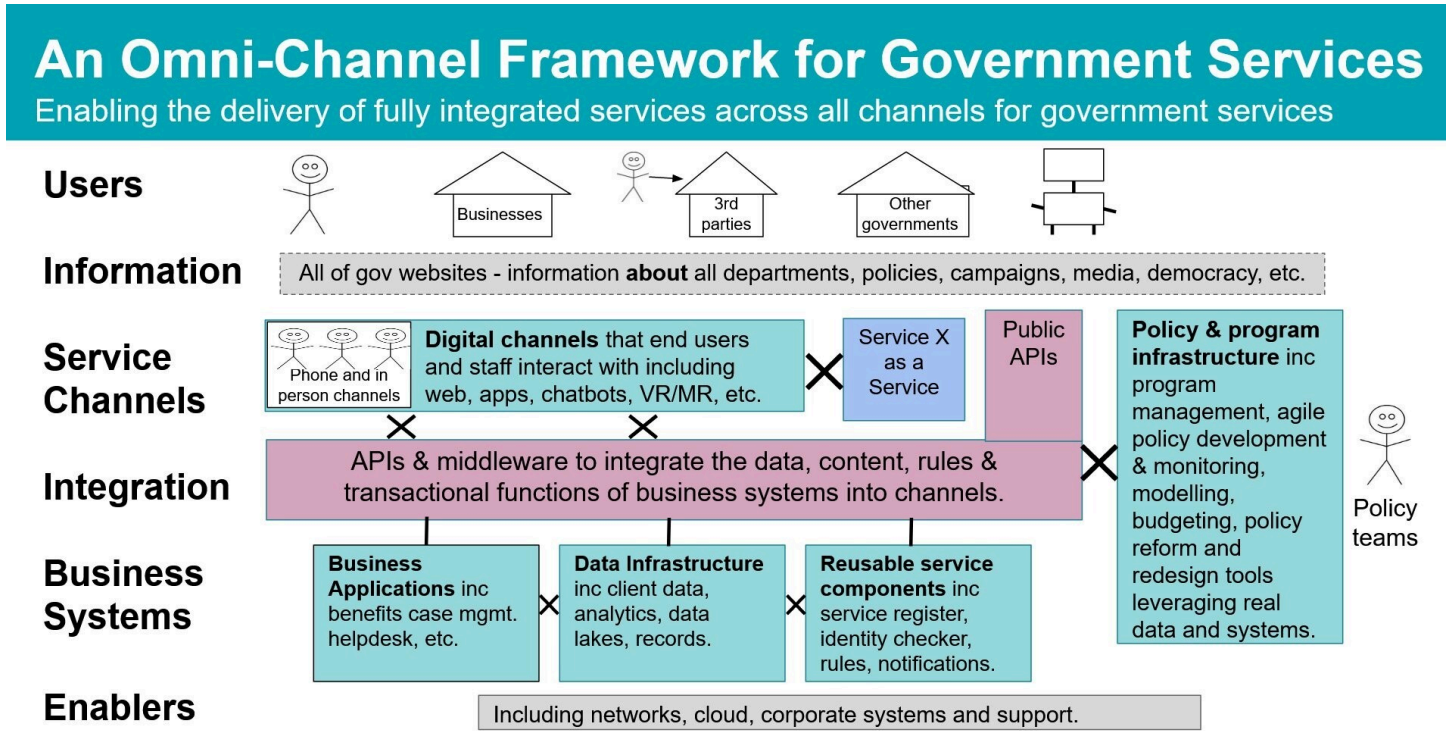 An Omni-Channel Framework for Government Services
Enabling the delivery of fully integrated services across all channels for government services
Users
Businesses
3rd
parties
Other
governments
Information
All of gov websites - information about all departments, policies, campaigns, media, democracy, etc.
Service
Channels
Phone and in
person channels
Digital channels that end users
and staff interact with including
web, apps, chatbots, VR/MR, etc.
Service X
as a
Service
Public
APIs
Policy & program
infrastructure inc
program
management, agile
policy development
& monitoring,
modelling,
budgeting, policy
reform and
redesign tools
leveraging real
data and systems.
Policy
teams
Integration
APIs & middleware to integrate the data, content, rules &
transactional functions of business systems into channels.
Business
Systems
Business
Applications inc
benefits case mgmt.
helpdesk, etc.
Data Infrastructure
inc client data,
analytics, data
lakes, records.
Reusable service
components inc
service register,
identity checker,
rules, notifications.
Enablers
Including networks, cloud, corporate systems and support.